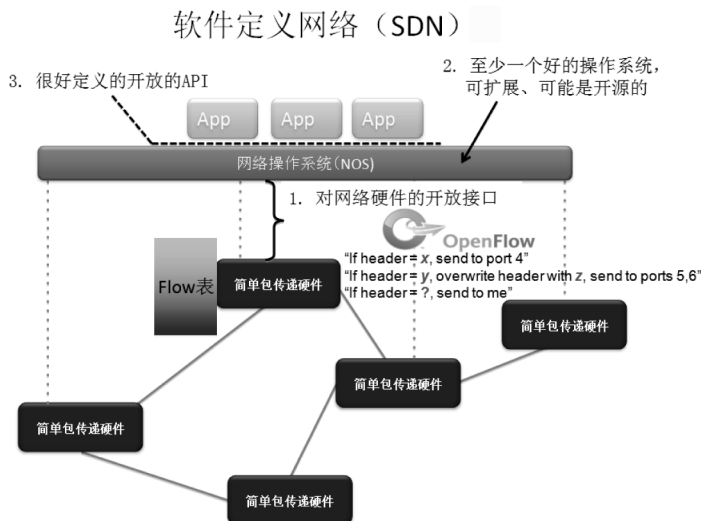 软件定义网络（SDN）
3. 很好定义的开放的API
2. 至少一个好的操作系统，
可扩展、可能是开源的
App
App
App
网络操作系统(NOS)
1. 对网络硬件的开放接口
OpenFlow
“If header = x, send to port 4”
“If header = y, overwrite header with z, send to ports 5,6”
“If header = ?, send to me”
Flow表
简单包传递硬件
简单包传递硬件
简单包传递硬件
简单包传递硬件
简单包传递硬件